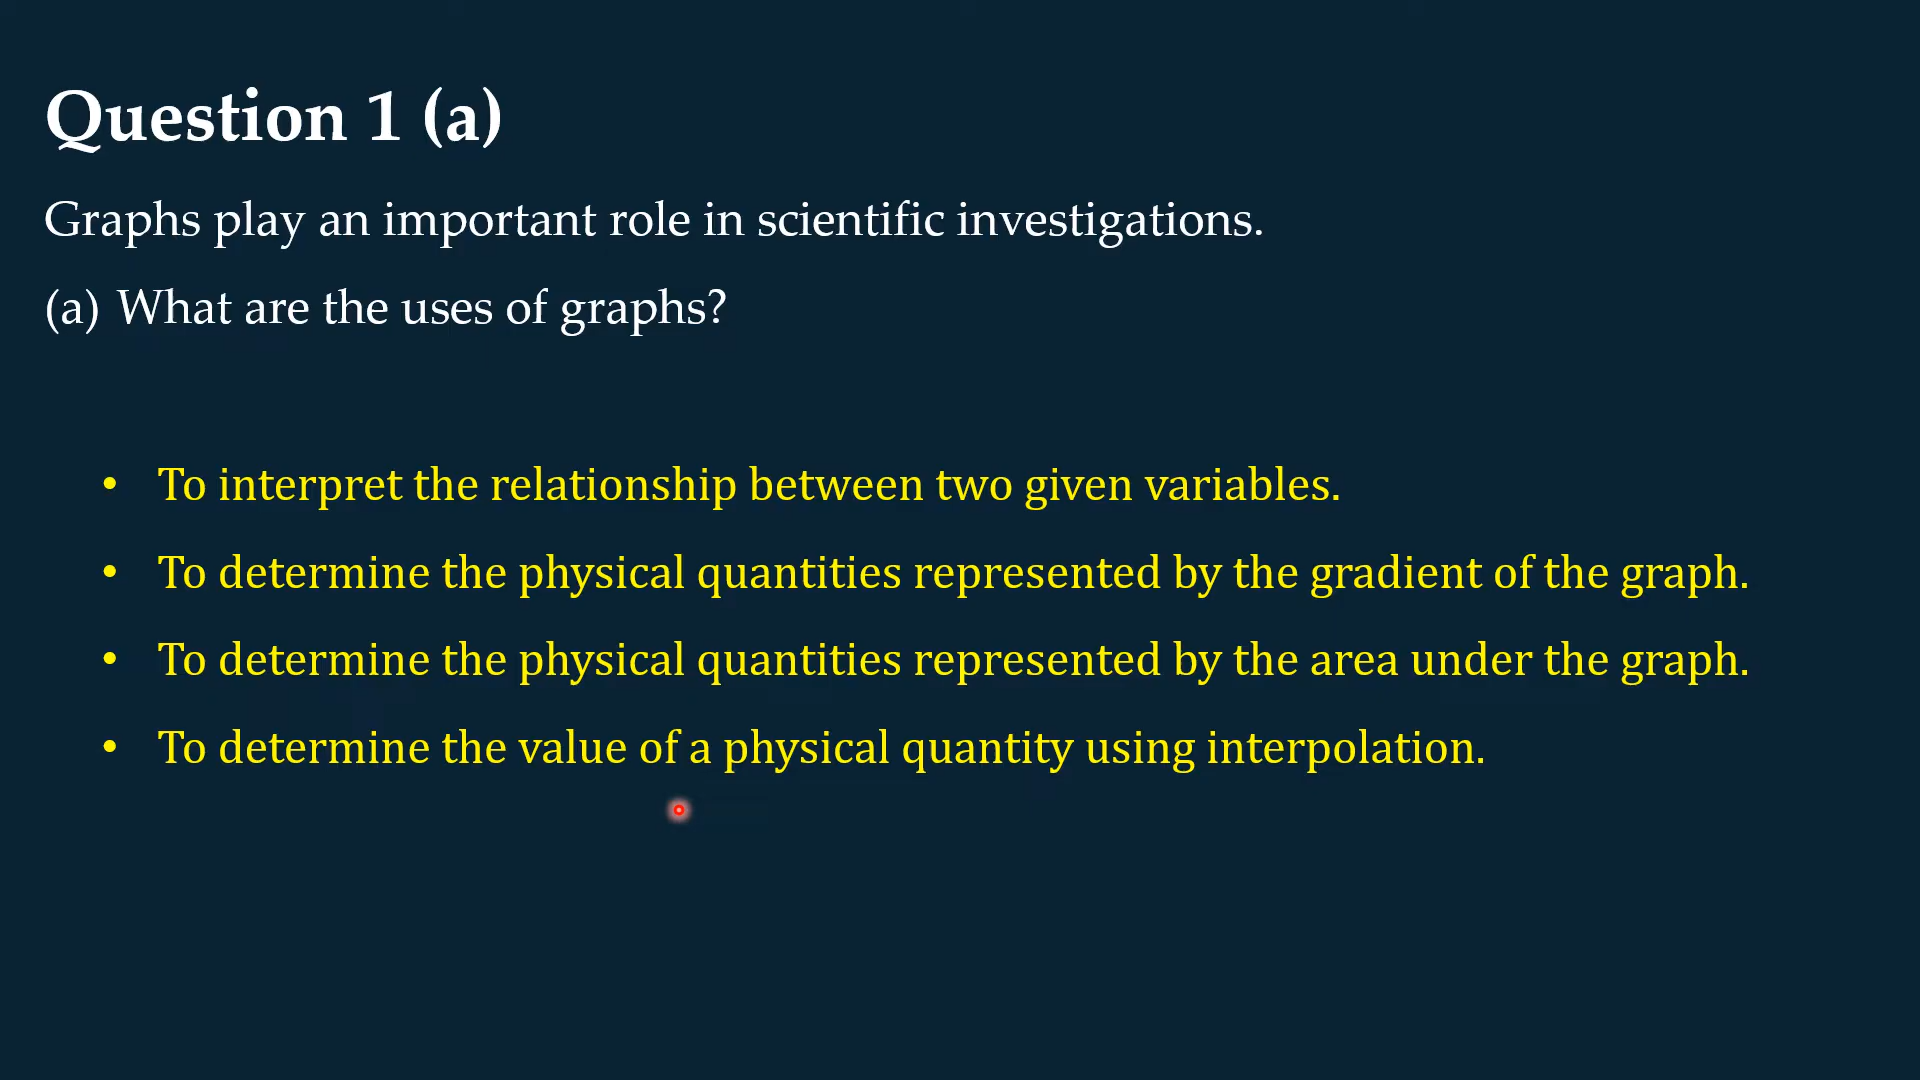 Question 1 (a)
Graphs play an important role in scientific investigations.
(a) What are the uses of graphs?
• To interpret the relationship between two given variables.
• To determine the physical quantities represented by the gradient of the graph.
• To determine the physical quantities represented by the area under the graph.
• To determine the value of a physical quantity using interpolation.